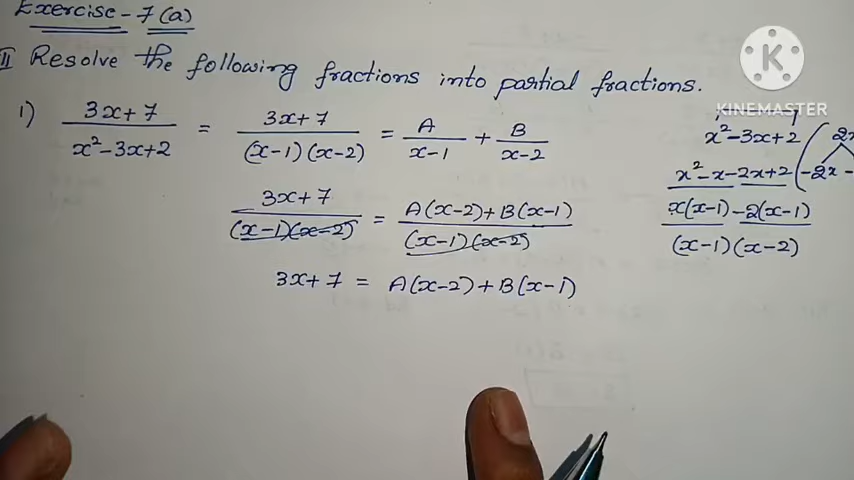 Exercise-7(a)
II Resolve the following fractions into partial fractions.
1) (3x+7)/(x²-3x+2) = (3x+7)/((x-1)(x-2)) = A/(x-1) + B/(x-2)
(3x+7)/((x-1)(x-2)) = (A(x-2)+B(x-1))/((x-1)(x-2))
3x+7 = A(x-2)+B(x-1)
x²-3x+2
x²-x-2x+2
x(x-1)-2(x-1)
(x-1)(x-2)
-2x
KINEMASTER